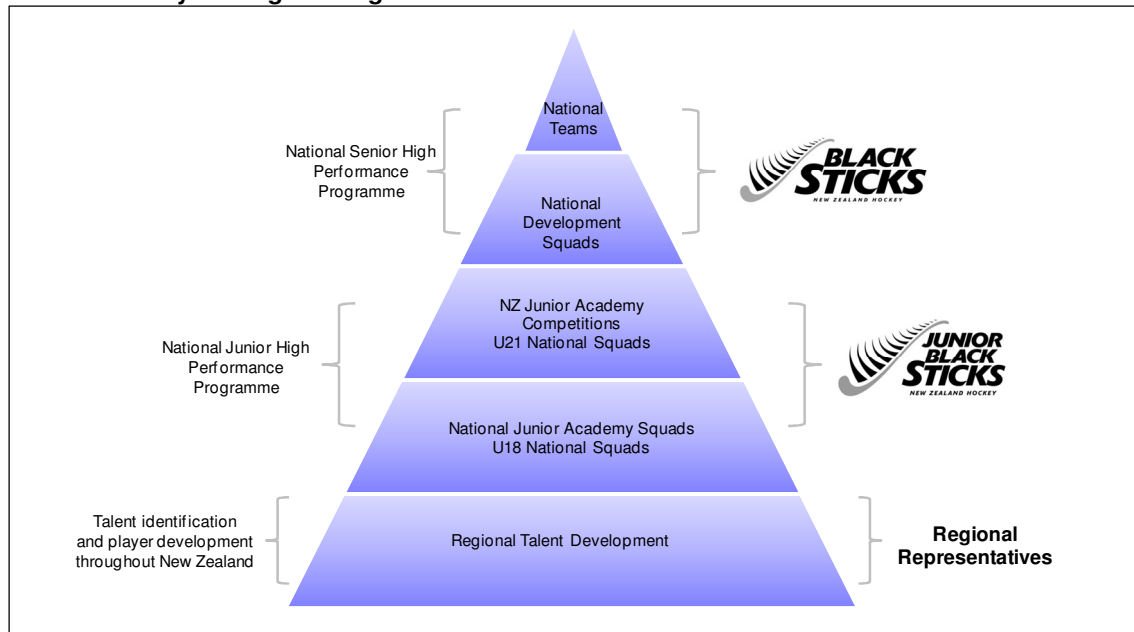 National
Teams
National Senior High
Performance
Programme
BLACK
STICKS
NEW ZEALAND HOCKEY
National
Development
Squads
NZ Junior Academy
Competitions
U21 National Squads
National Junior High
Performance
Programme
JUNIOR
BLACK
STICKS
NEW ZEALAND HOCKEY
National Junior Academy Squads
U18 National Squads
Talent identification
and player development
throughout New Zealand
Regional Talent Development
Regional
Representatives